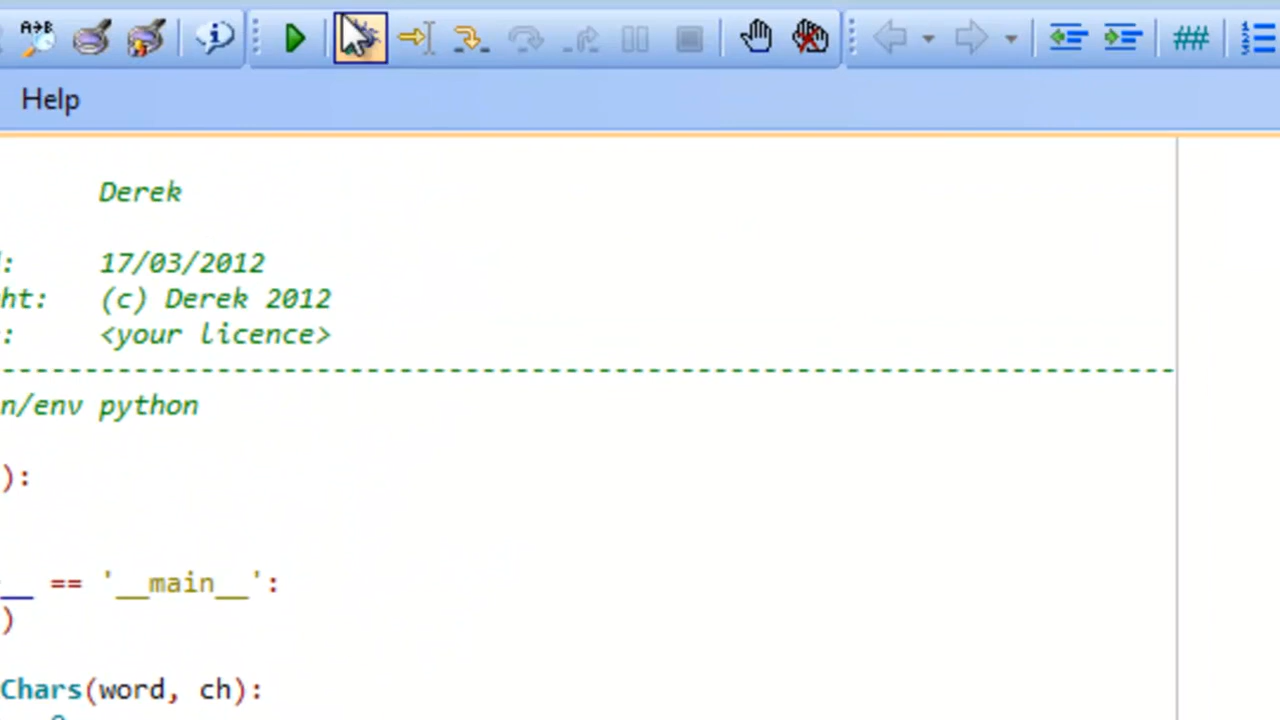 A→B
Help
Derek
: 17/03/2012
ht: (c) Derek 2012
: <your licence>
--------------------------------------------------------------------
n/env python
):
__ == '__main__':
)
Chars(word, ch):